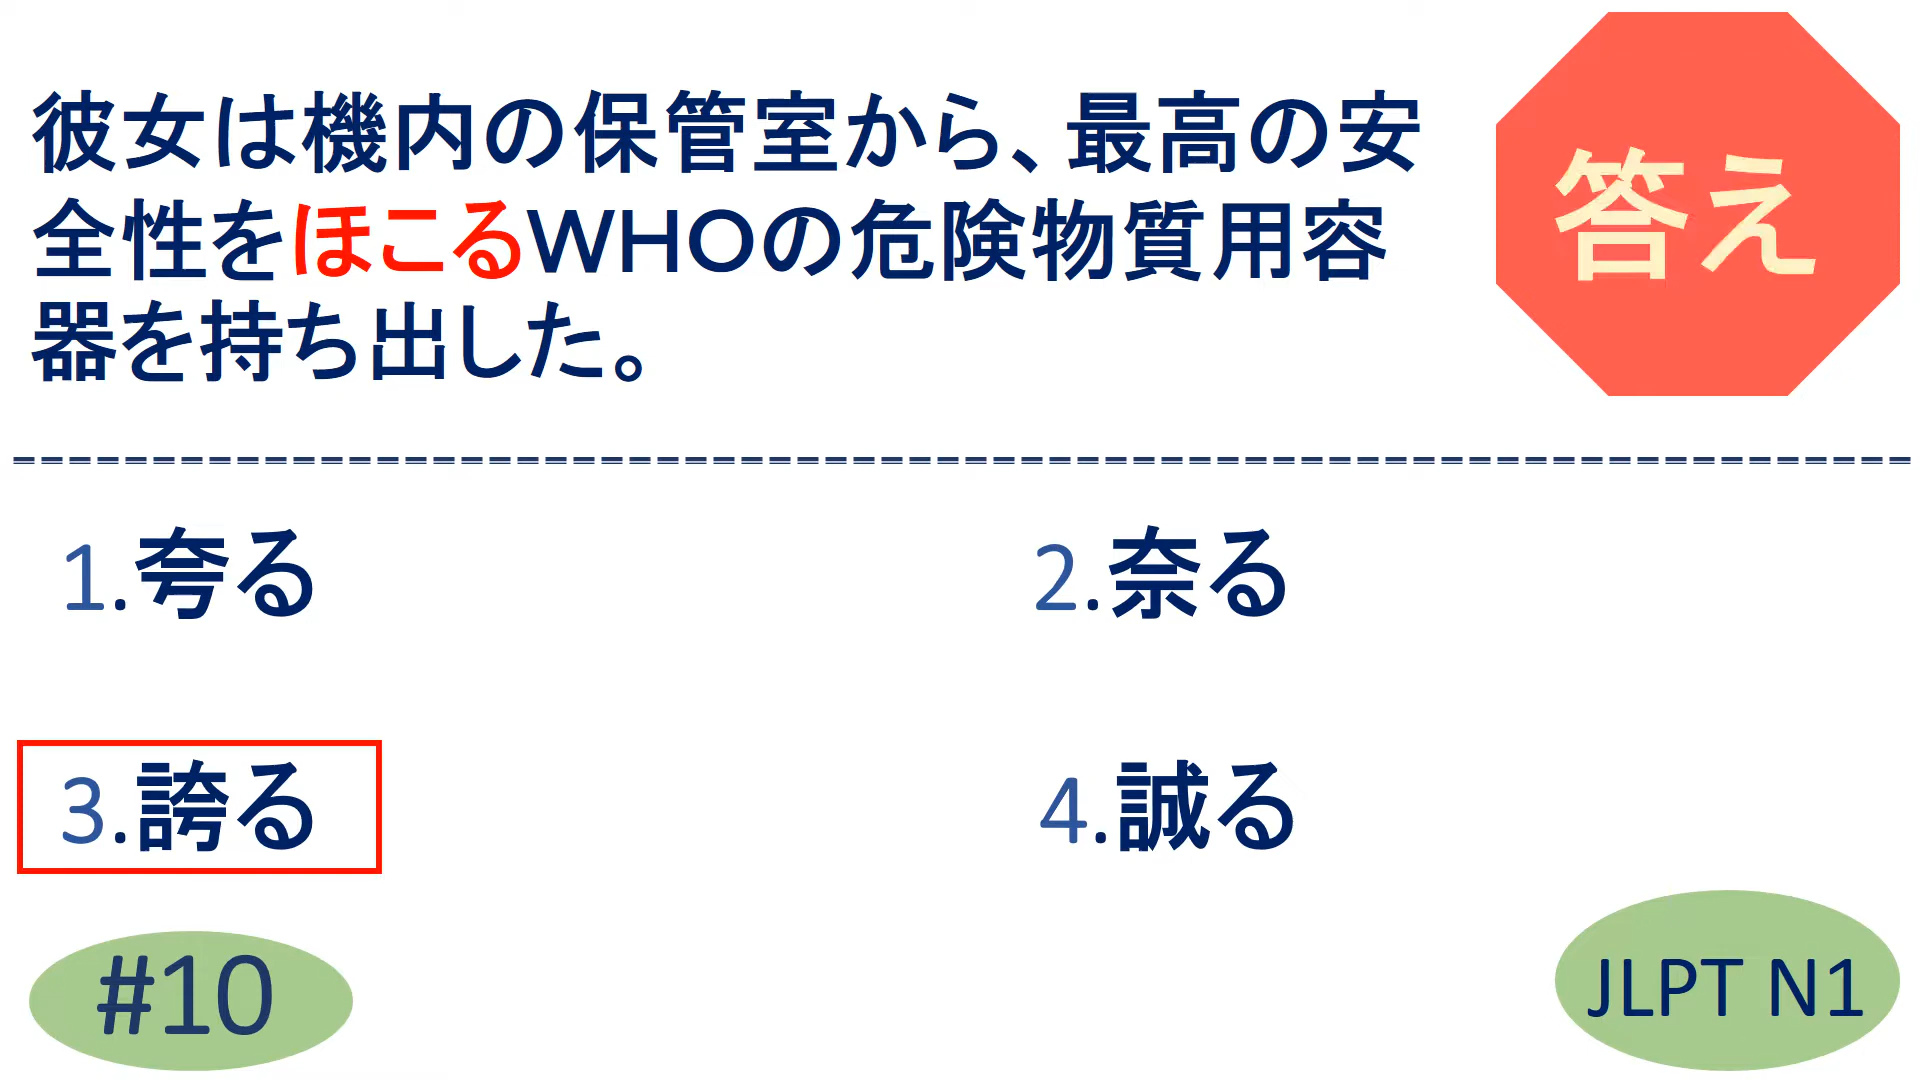 彼女は機内の保管室から、最高の安
全性をほこるWHOの危険物質用容
器を持ち出した。
答え
1.夸る
2.奈る
3.誇る
4.誠る
#10
JLPT N1